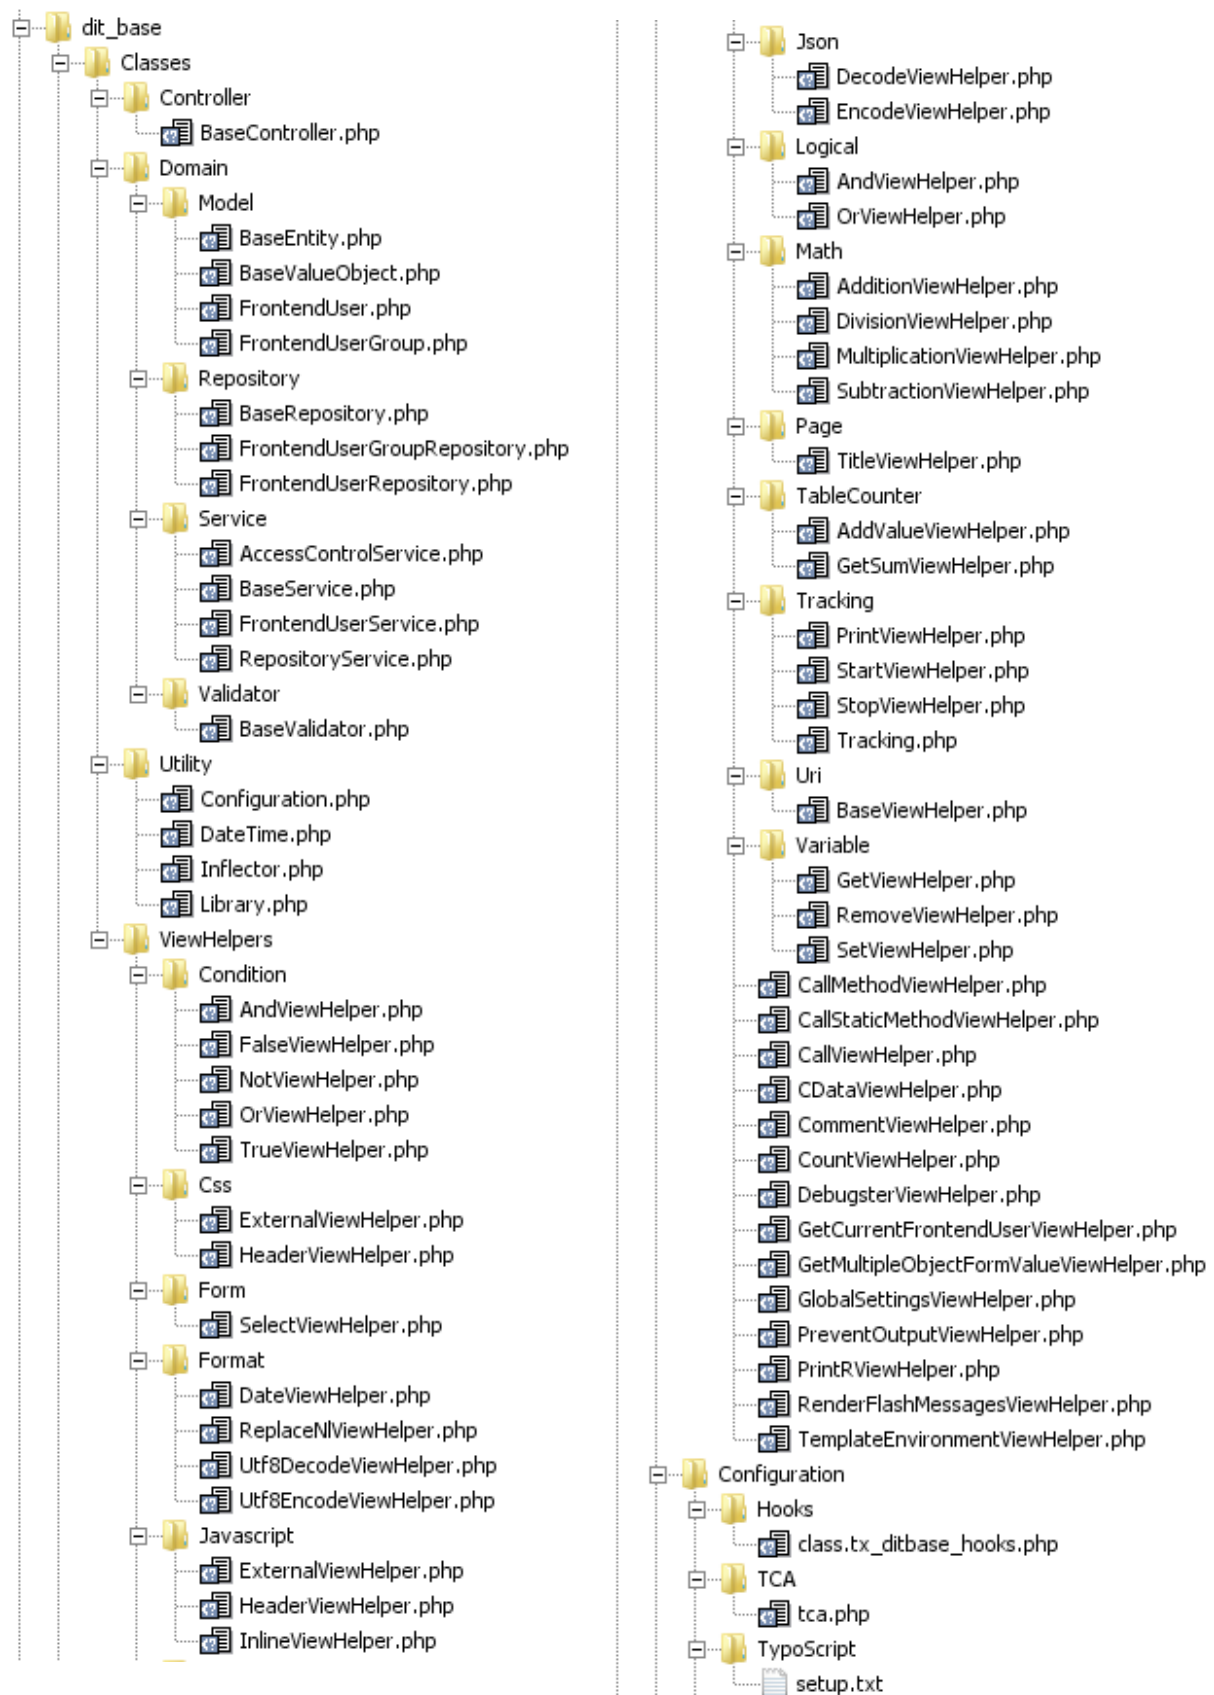 dit_base
Classes
Controller
BaseController.php
Domain
Model
BaseEntity.php
BaseValueObject.php
FrontendUser.php
FrontendUserGroup.php
Repository
BaseRepository.php
FrontendUserGroupRepository.php
FrontendUserRepository.php
Service
AccessControlService.php
BaseService.php
FrontendUserService.php
RepositoryService.php
Validator
BaseValidator.php
Utility
Configuration.php
DateTime.php
Inflector.php
Library.php
ViewHelpers
Condition
AndViewHelper.php
FalseViewHelper.php
NotViewHelper.php
OrViewHelper.php
TrueViewHelper.php
Css
ExternalViewHelper.php
HeaderViewHelper.php
Form
SelectViewHelper.php
Format
DateViewHelper.php
ReplaceNlViewHelper.php
Utf8DecodeViewHelper.php
Utf8EncodeViewHelper.php
Javascript
ExternalViewHelper.php
HeaderViewHelper.php
InlineViewHelper.php
Json
DecodeViewHelper.php
EncodeViewHelper.php
Logical
AndViewHelper.php
OrViewHelper.php
Math
AdditionViewHelper.php
DivisionViewHelper.php
MultiplicationViewHelper.php
SubtractionViewHelper.php
Page
TitleViewHelper.php
TableCounter
AddValueViewHelper.php
GetSumViewHelper.php
Tracking
PrintViewHelper.php
StartViewHelper.php
StopViewHelper.php
Tracking.php
Uri
BaseViewHelper.php
Variable
GetViewHelper.php
RemoveViewHelper.php
SetViewHelper.php
CallMethodViewHelper.php
CallStaticMethodViewHelper.php
CallViewHelper.php
CDataViewHelper.php
CommentViewHelper.php
CountViewHelper.php
DebugsterViewHelper.php
GetCurrentFrontendUserViewHelper.php
GetMultipleObjectFormValueViewHelper.php
GlobalSettingsViewHelper.php
PreventOutputViewHelper.php
PrintRViewHelper.php
RenderFlashMessagesViewHelper.php
TemplateEnvironmentViewHelper.php
Configuration
Hooks
class.tx_ditbase_hooks.php
TCA
tca.php
TypoScript
setup.txt